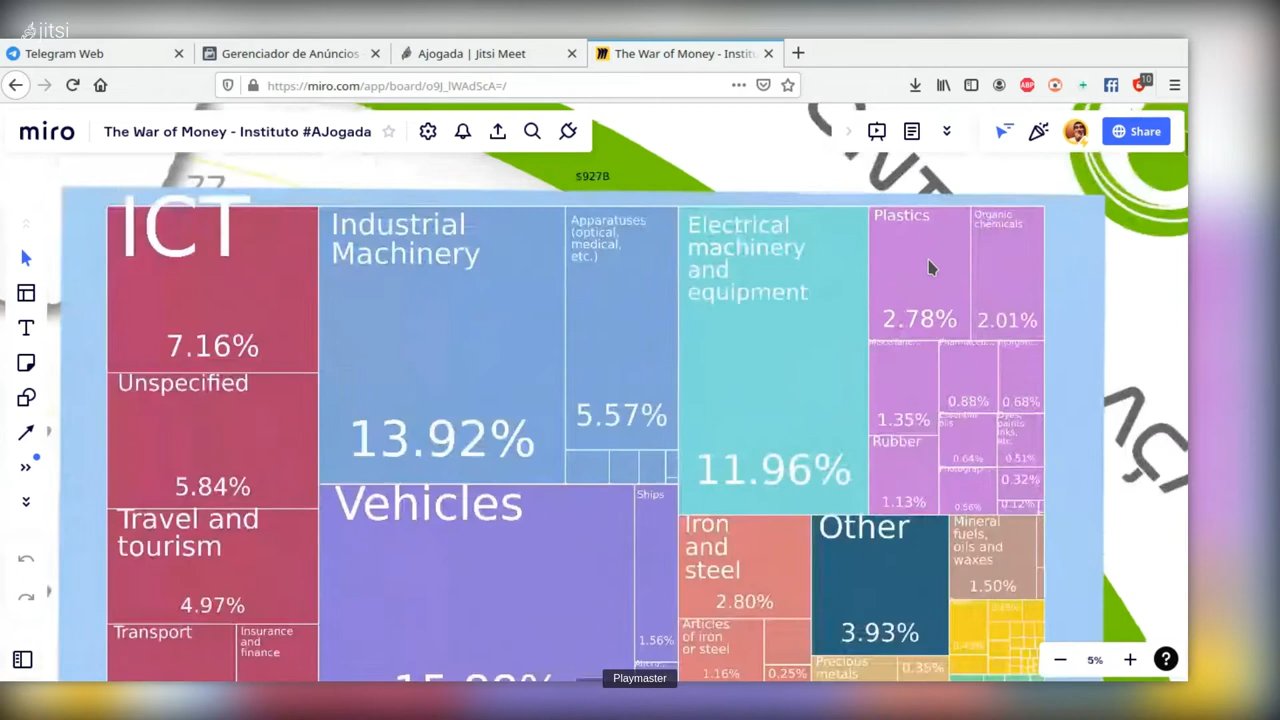 jitsi
Telegram Web
Gerenciador de Anúncios
Ajogada | Jitsi Meet
The War of Money - Institu
https://miro.com/app/board/o9J_lWAdScA=/
10
miro
The War of Money - Instituto #AJogada
Share
$927B
ICT
7.16%
Unspecified
5.84%
Travel and
tourism
4.97%
Transport
Insurance
and
finance
Industrial
Machinery
13.92%
Apparatuses
(optical,
medical,
etc.)
5.57%
Vehicles
Ships
1.56%
Electrical
machinery
and
equipment
11.96%
Plastics
2.78%
Organic
chemicals
2.01%
1.35%
0.88%
0.68%
Rubber
1.13%
0.64%
Dyes,
paints
inks,
etc.
0.51%
0.56%
0.32%
0.12%
Iron
and
steel
2.80%
Articles
of iron
or steel
1.16%
0.25%
Other
3.93%
Precious
metals
0.35%
Mineral
fuels,
oils and
waxes
1.50%
5%
Playmaster